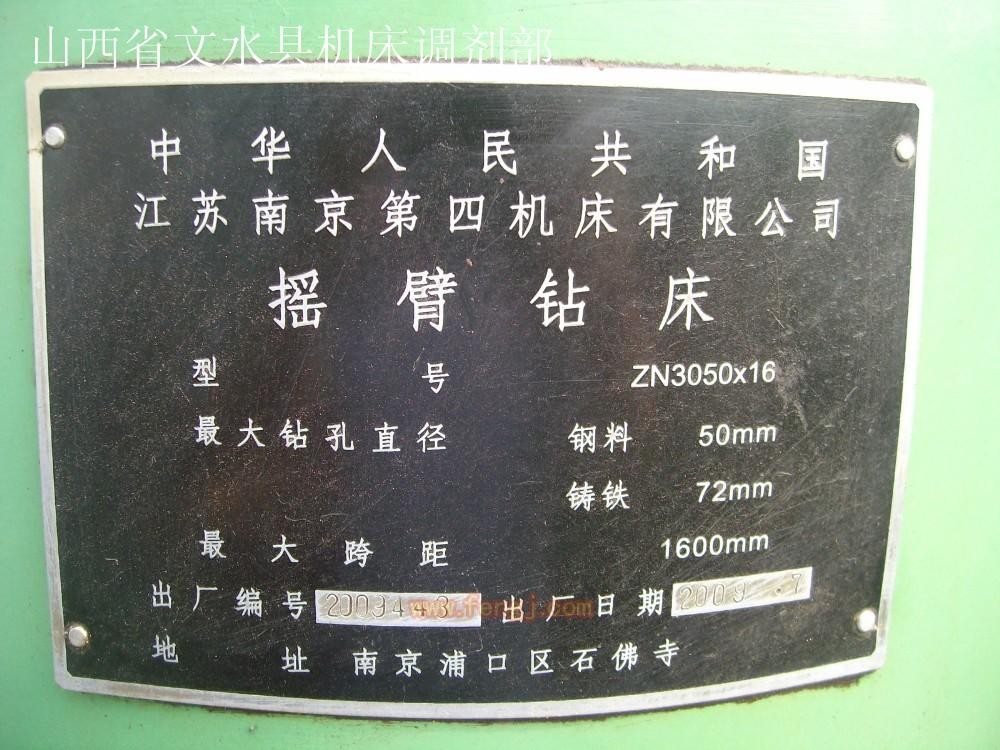 山西省文水县机床调剂部
中华人民共和国
江苏南京第四机床有限公司
摇臂钻床
型号 ZN3050x16
最大钻孔直径 钢料 50mm
铸铁 72mm
最大跨距 1600mm
出厂编号 2009443 出厂日期 2009.7
地址 南京浦口区石佛寺